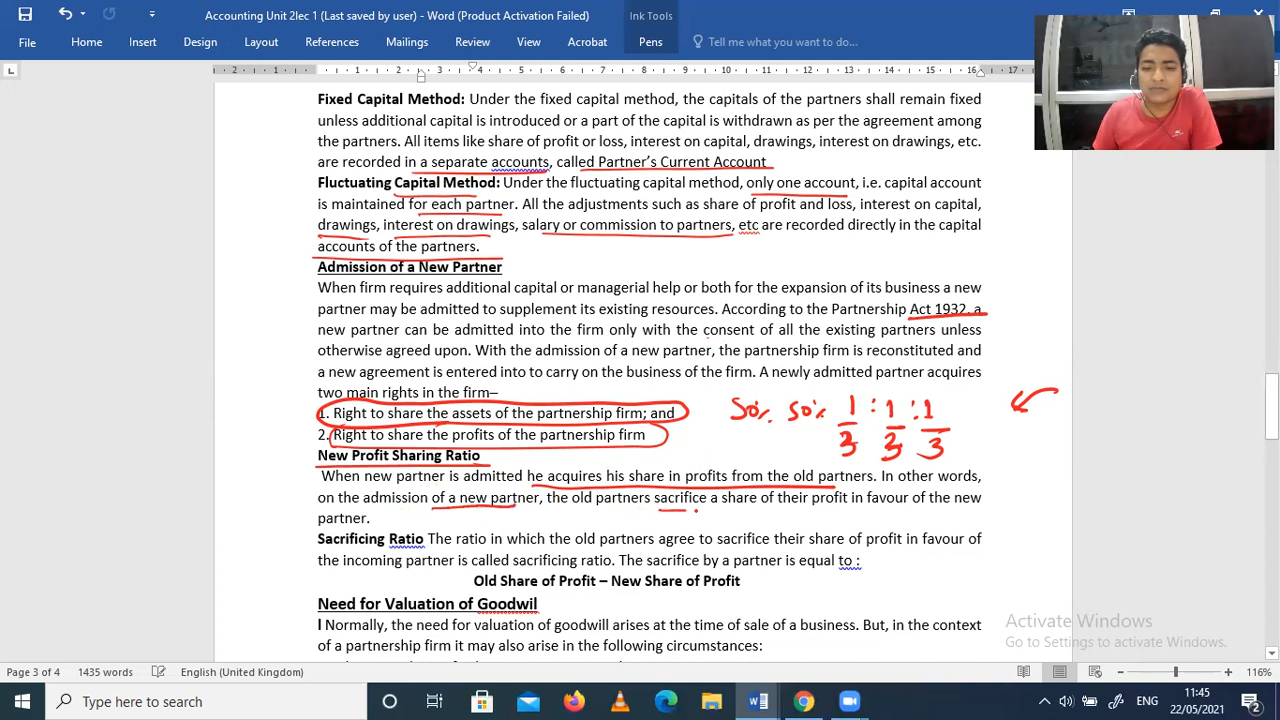 Accounting Unit 2lec 1 (Product Activation Failed) - Word
Ink Tools
File Home Insert Design Layout References Mailings Review View Acrobat Pens Tell me what you want to do...
2 1 1 2 3 4 5 6 7 8 9 10 11 12 13 14 15 16 17
Fixed Capital Method: Under the fixed capital method, the capitals of the partners shall remain fixed
unless additional capital is introduced or a part of the capital is withdrawn as per the agreement among
the partners. All items like share of profit or loss, interest on capital, drawings, interest on drawings, etc.
are recorded in a separate accounts, called Partner's Current Account
Fluctuating Capital Method: Under the fluctuating capital method, only one account, i.e. capital account
is maintained for each partner. All the adjustments such as share of profit and loss, interest on capital,
drawings, interest on drawings, salary or commission to partners, etc are recorded directly in the capital
accounts of the partners.
Admission of a New Partner
When firm requires additional capital or managerial help or both for the expansion of its business a new
partner may be admitted to supplement its existing resources. According to the Partnership Act 1932, a
new partner can be admitted into the firm only with the consent of all the existing partners unless
otherwise agreed upon. With the admission of a new partner, the partnership firm is reconstituted and
a new agreement is entered into to carry on the business of the firm. A newly admitted partner acquires
two main rights in the firm–
1. Right to share the assets of the partnership firm; and
2. Right to share the profits of the partnership firm
50% 50% 1/3 : 1/3 : 1/3
New Profit Sharing Ratio
When new partner is admitted he acquires his share in profits from the old partners. In other words,
on the admission of a new partner, the old partners sacrifice a share of their profit in favour of the new
partner.
Sacrificing Ratio The ratio in which the old partners agree to sacrifice their share of profit in favour of
the incoming partner is called sacrificing ratio. The sacrifice by a partner is equal to :
Old Share of Profit – New Share of Profit
Need for Valuation of Goodwil
l Normally, the need for valuation of goodwill arises at the time of sale of a business. But, in the context
of a partnership firm it may also arise in the following circumstances:
Activate Windows
Go to Settings to activate Windows.
Page 3 of 4 1435 words English (United Kingdom) 116%
Type here to search
ENG
11:45
22/05/2021
2